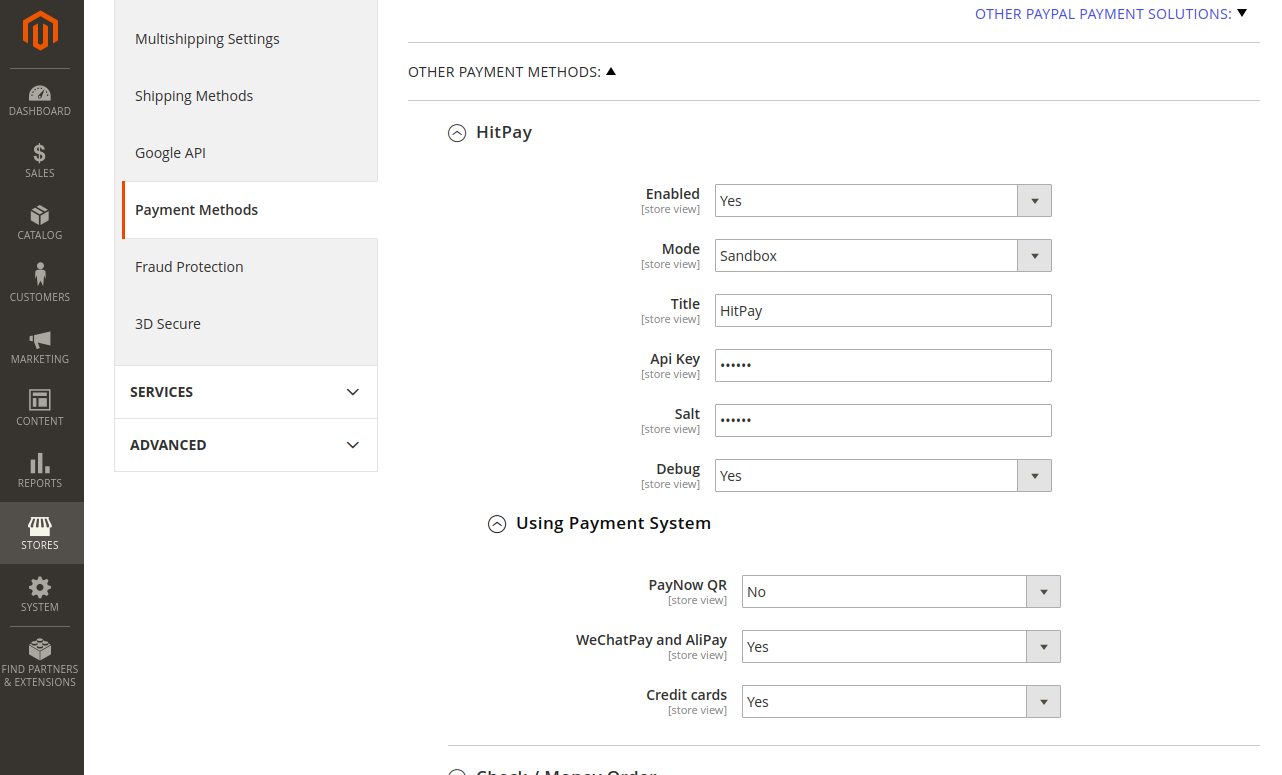 DASHBOARD
SALES
CATALOG
CUSTOMERS
MARKETING
CONTENT
REPORTS
STORES
SYSTEM
FIND PARTNERS
& EXTENSIONS
Multishipping Settings
Shipping Methods
Google API
Payment Methods
Fraud Protection
3D Secure
SERVICES
ADVANCED
OTHER PAYPAL PAYMENT SOLUTIONS:
OTHER PAYMENT METHODS:
HitPay
Enabled
[store view]
Yes
Mode
[store view]
Sandbox
Title
[store view]
HitPay
Api Key
[store view]
••••••
Salt
[store view]
••••••
Debug
[store view]
Yes
Using Payment System
PayNow QR
[store view]
No
WeChatPay and AliPay
[store view]
Yes
Credit cards
[store view]
Yes
Check / Money Order